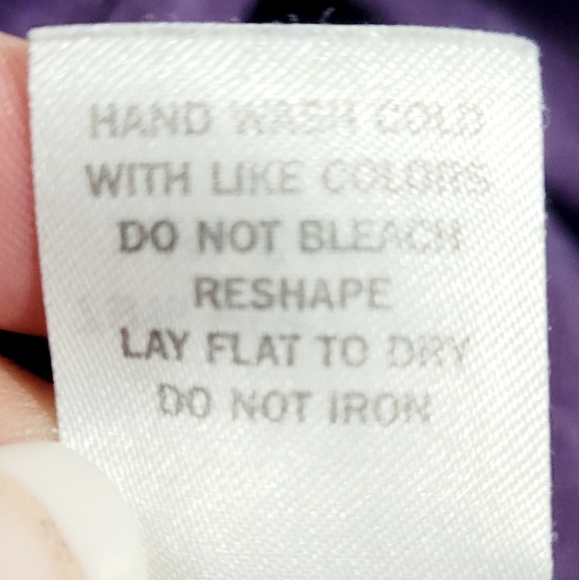 HAND WASH COLD
WITH LIKE COLORS
DO NOT BLEACH
RESHAPE
LAY FLAT TO DRY
DO NOT IRON